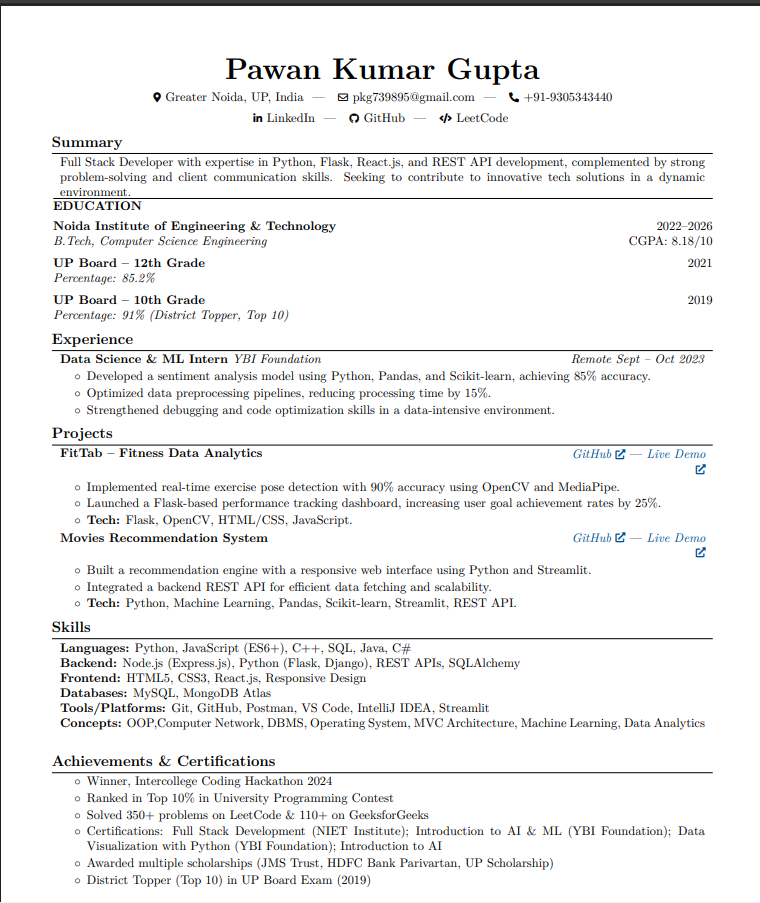 Pawan Kumar Gupta
Greater Noida, UP, India — pkg739895@gmail.com — +91-9305343440
LinkedIn — GitHub — LeetCode
Summary
Full Stack Developer with expertise in Python, Flask, React.js, and REST API development, complemented by strong
problem-solving and client communication skills. Seeking to contribute to innovative tech solutions in a dynamic
environment.
EDUCATION
Noida Institute of Engineering & Technology 2022–2026
B.Tech, Computer Science Engineering CGPA: 8.18/10
UP Board – 12th Grade 2021
Percentage: 85.2%
UP Board – 10th Grade 2019
Percentage: 91% (District Topper, Top 10)
Experience
Data Science & ML Intern YBI Foundation Remote Sept – Oct 2023
○ Developed a sentiment analysis model using Python, Pandas, and Scikit-learn, achieving 85% accuracy.
○ Optimized data preprocessing pipelines, reducing processing time by 15%.
○ Strengthened debugging and code optimization skills in a data-intensive environment.
Projects
FitTab – Fitness Data Analytics GitHub — Live Demo
○ Implemented real-time exercise pose detection with 90% accuracy using OpenCV and MediaPipe.
○ Launched a Flask-based performance tracking dashboard, increasing user goal achievement rates by 25%.
○ Tech: Flask, OpenCV, HTML/CSS, JavaScript.
Movies Recommendation System GitHub — Live Demo
○ Built a recommendation engine with a responsive web interface using Python and Streamlit.
○ Integrated a backend REST API for efficient data fetching and scalability.
○ Tech: Python, Machine Learning, Pandas, Scikit-learn, Streamlit, REST API.
Skills
Languages: Python, JavaScript (ES6+), C++, SQL, Java, C#
Backend: Node.js (Express.js), Python (Flask, Django), REST APIs, SQLAlchemy
Frontend: HTML5, CSS3, React.js, Responsive Design
Databases: MySQL, MongoDB Atlas
Tools/Platforms: Git, GitHub, Postman, VS Code, IntelliJ IDEA, Streamlit
Concepts: OOP,Computer Network, DBMS, Operating System, MVC Architecture, Machine Learning, Data Analytics
Achievements & Certifications
○ Winner, Intercollege Coding Hackathon 2024
○ Ranked in Top 10% in University Programming Contest
○ Solved 350+ problems on LeetCode & 110+ on GeeksforGeeks
○ Certifications: Full Stack Development (NIET Institute); Introduction to AI & ML (YBI Foundation); Data
Visualization with Python (YBI Foundation); Introduction to AI
○ Awarded multiple scholarships (JMS Trust, HDFC Bank Parivartan, UP Scholarship)
○ District Topper (Top 10) in UP Board Exam (2019)